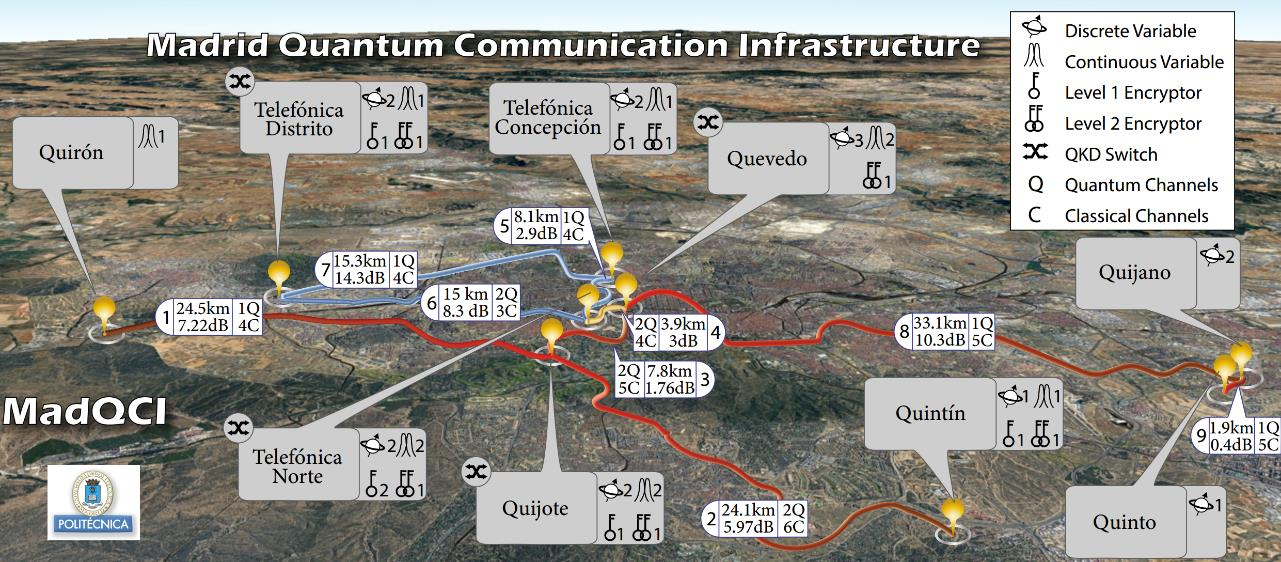 Madrid Quantum Communication Infrastructure
Discrete Variable
Continuous Variable
Level 1 Encryptor
Level 2 Encryptor
QKD Switch
Q Quantum Channels
C Classical Channels
Quirón
1
Telefónica
Distrito
2 1
1 1
Telefónica
Concepción
2 1
1 1
Quevedo
3 2
1
Quijano
2
5 8.1km 1Q
2.9dB 4C
7 15.3km 1Q
14.3dB 4C
6 15 km 2Q
8.3 dB 3C
1 24.5km 1Q
7.22dB 4C
2Q 3.9km 4
4C 3dB
8 33.1km 1Q
10.3dB 5C
2Q 7.8km 3
5C 1.76dB
MadQCI
Quintín
1 1
1 1
9 1.9km 1Q
0.4dB 5C
Telefónica
Norte
2 2
2 1
Quijote
2 2
1 1
2 24.1km 2Q
5.97dB 6C
Quinto
1
POLITÉCNICA